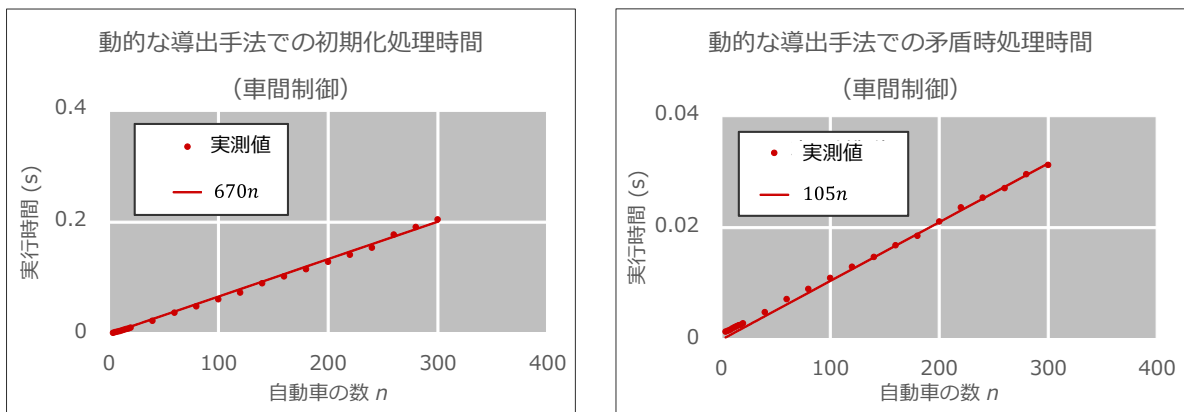 動的な導出手法での初期化処理時間
（車間制御）
0.4
0.2
0
実行時間 (s)
実測値
670n
0
100
200
300
400
自動車の数 n
動的な導出手法での矛盾時処理時間
（車間制御）
0.04
0.02
0
実行時間 (s)
実測値
105n
0
100
200
300
400
自動車の数 n